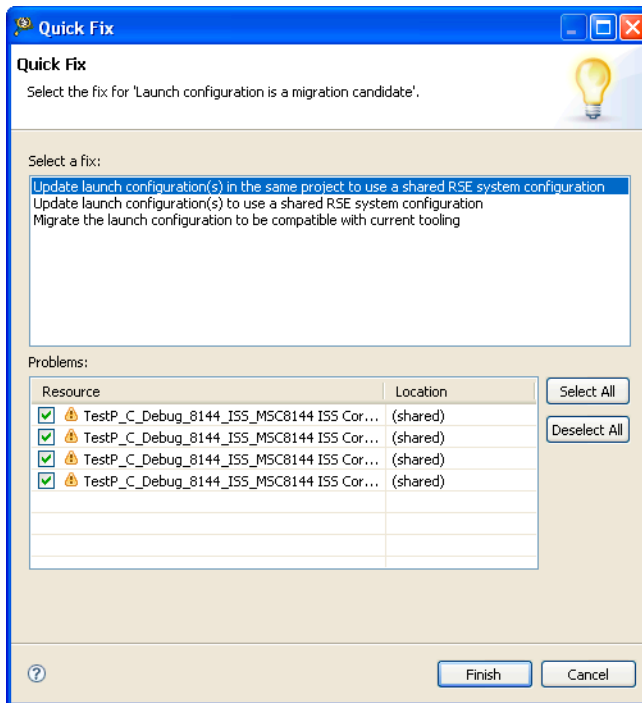 Quick Fix
Quick Fix
Select the fix for 'Launch configuration is a migration candidate'.
Select a fix:
Update launch configuration(s) in the same project to use a shared RSE system configuration
Update launch configuration(s) to use a shared RSE system configuration
Migrate the launch configuration to be compatible with current tooling
Problems:
Resource Location
TestP_C_Debug_8144_ISS_MSC8144 ISS Cor... (shared)
TestP_C_Debug_8144_ISS_MSC8144 ISS Cor... (shared)
TestP_C_Debug_8144_ISS_MSC8144 ISS Cor... (shared)
TestP_C_Debug_8144_ISS_MSC8144 ISS Cor... (shared)
Select All
Deselect All
?
Finish Cancel